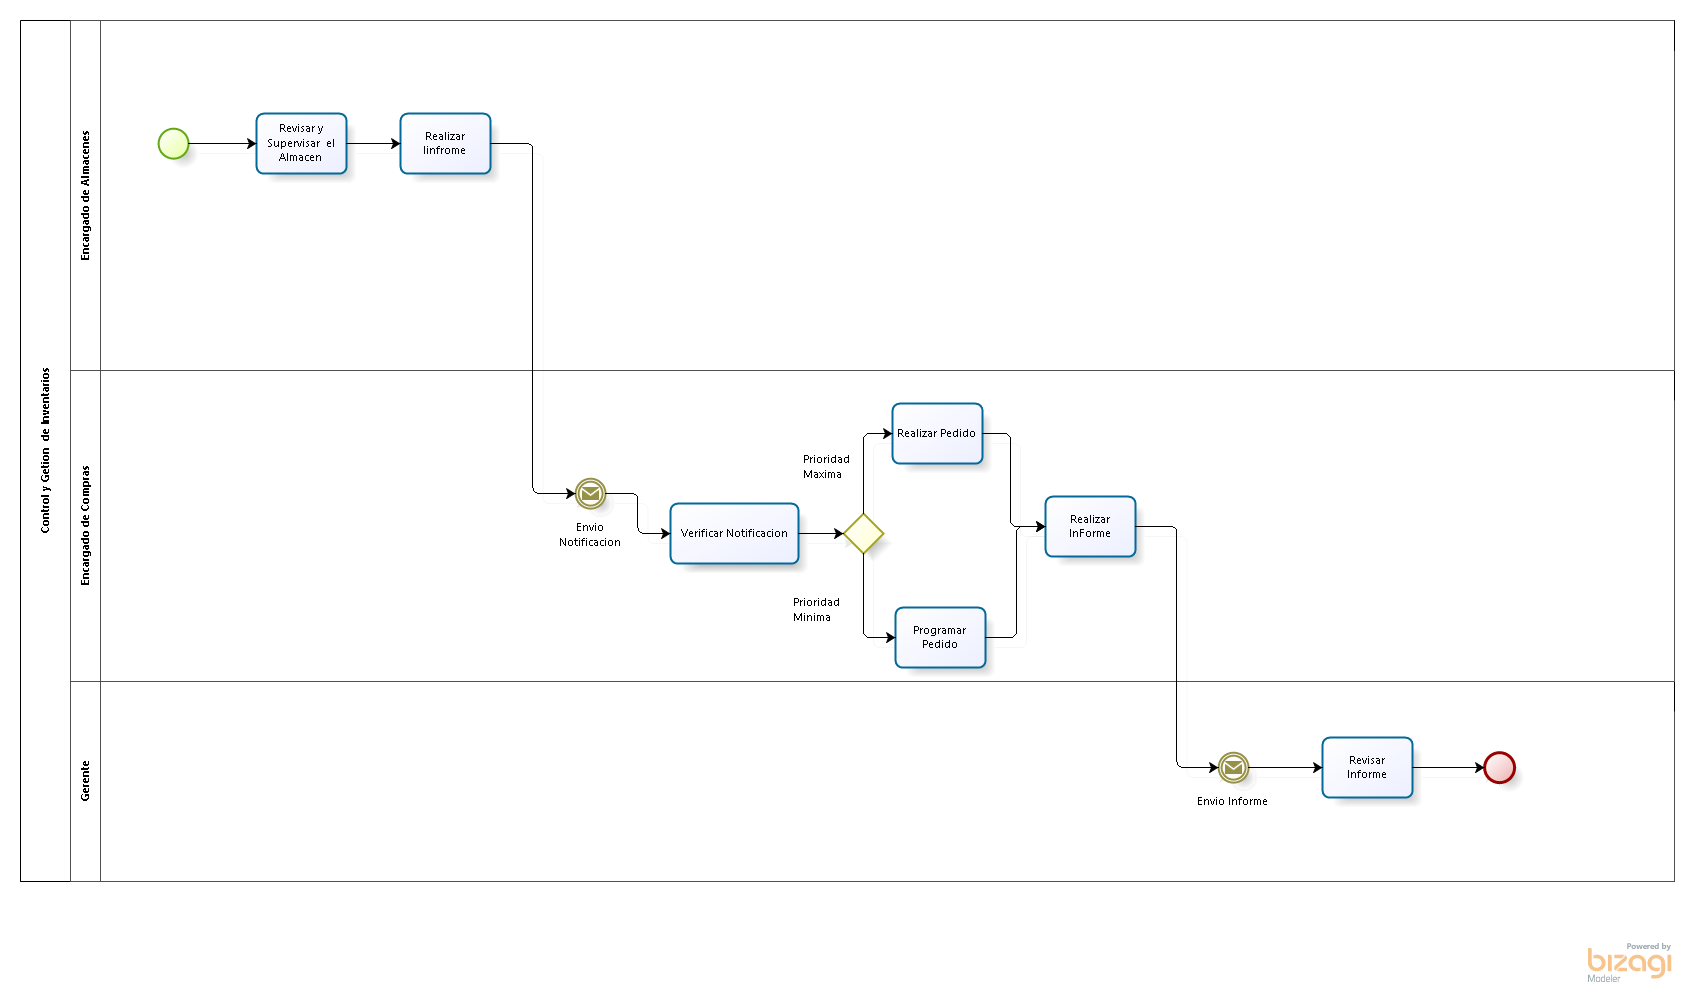 Control y Getion de Inventarios
Encargado de Almacenes
Revisar y
Supervisar el
Almacen
Realizar
Iinfrome
Encargado de Compras
Envio
Notificacion
Verificar Notificacion
Prioridad
Maxima
Realizar Pedido
Prioridad
Minima
Programar
Pedido
Realizar
InForme
Gerente
Envio Informe
Revisar
Informe
Powered by
bizagi
Modeler